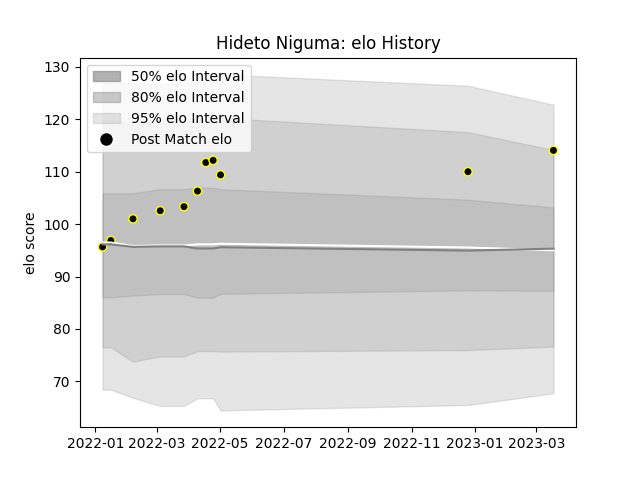 Hideto Niguma: elo History
50% elo Interval
80% elo Interval
95% elo Interval
Post Match elo
elo score
130
120
110
100
90
80
70
2022-01 2022-03 2022-05 2022-07 2022-09 2022-11 2023-01 2023-03